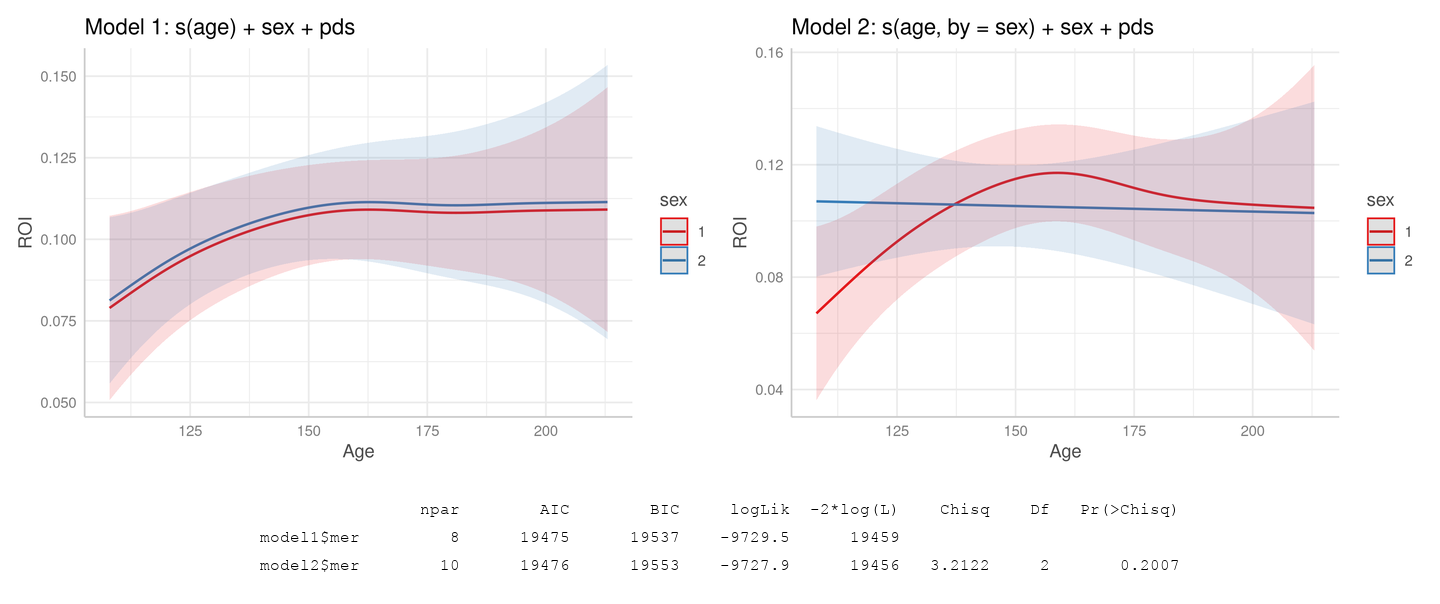 Model 1: s(age) + sex + pds
0.150
0.125
0.100
0.075
0.050
ROI
125 150 175 200
Age
sex
1
2
Model 2: s(age, by = sex) + sex + pds
0.16
0.12
0.08
0.04
ROI
125 150 175 200
Age
sex
1
2
npar AIC BIC logLik -2*log(L) Chisq Df Pr(>Chisq)
model1$mer 8 19475 19537 -9729.5 19459
model2$mer 10 19476 19553 -9727.9 19456 3.2122 2 0.2007